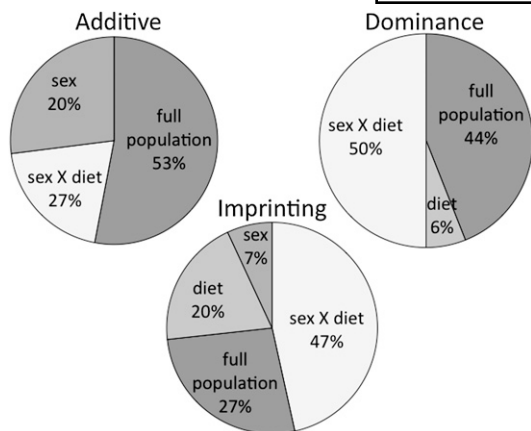 Additive
sex
20%
full
population
53%
sex X diet
27%
Dominance
sex X diet
50%
full
population
44%
diet
6%
Imprinting
sex
7%
diet
20%
sex X diet
47%
full
population
27%